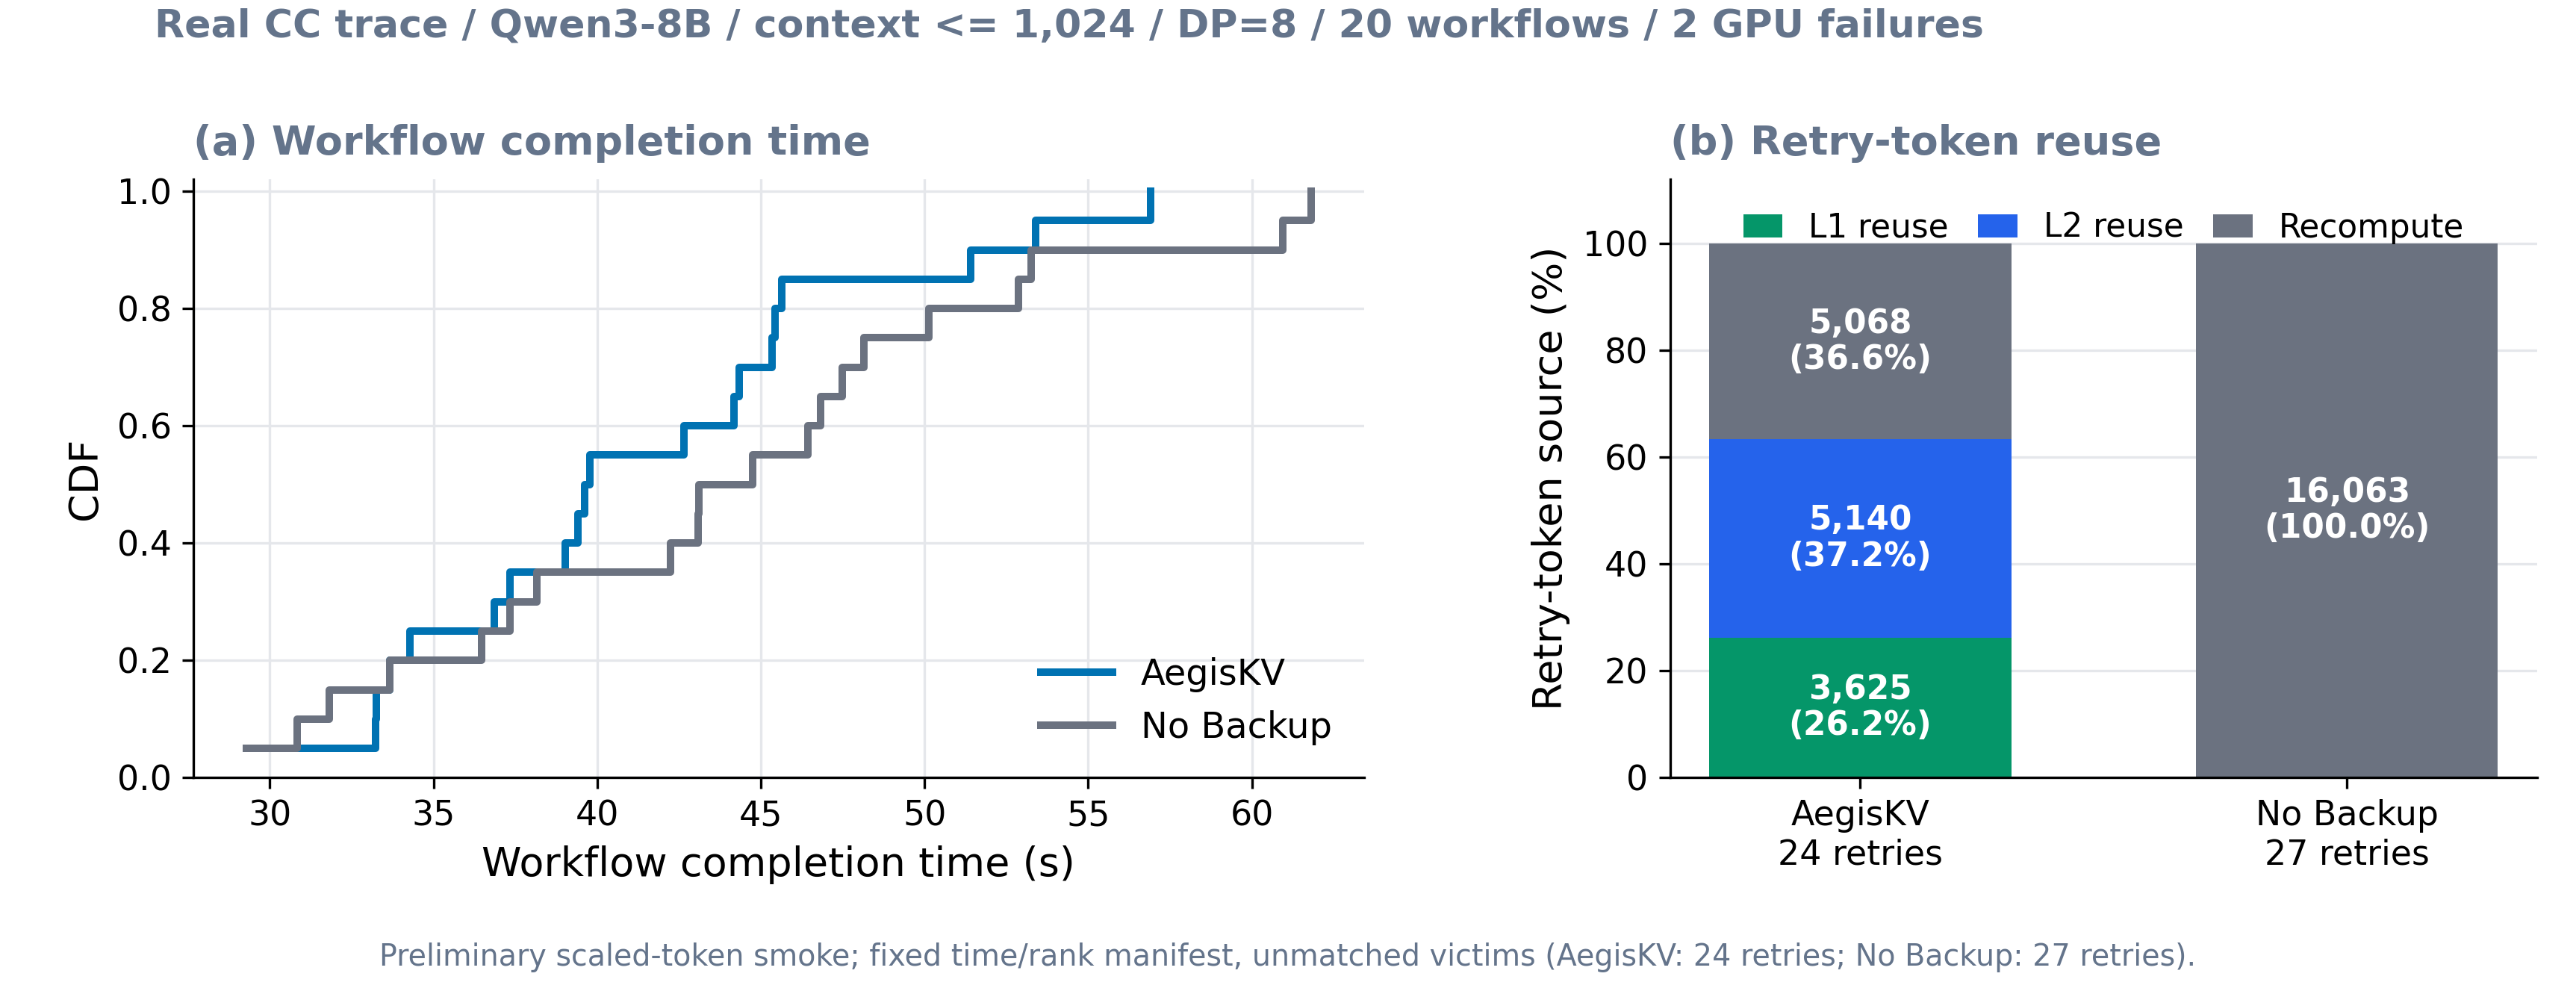 Real CC trace / Qwen3-8B / context <= 1,024 / DP=8 / 20 workflows / 2 GPU failures
(a) Workflow completion time
CDF
1.0
0.8
0.6
0.4
0.2
0.0
30 35 40 45 50 55 60
Workflow completion time (s)
AegisKV
No Backup
(b) Retry-token reuse
Retry-token source (%)
L1 reuse L2 reuse Recompute
100
80
60
40
20
0
5,068
(36.6%)
5,140
(37.2%)
3,625
(26.2%)
16,063
(100.0%)
AegisKV
24 retries
No Backup
27 retries
Preliminary scaled-token smoke; fixed time/rank manifest, unmatched victims (AegisKV: 24 retries; No Backup: 27 retries).